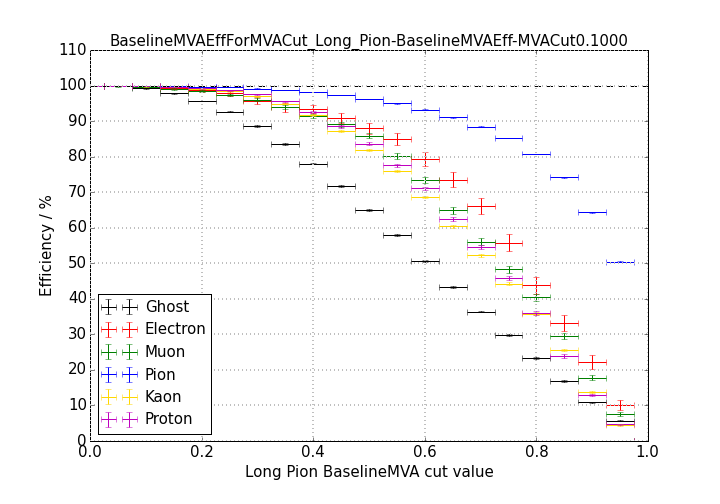 BaselineMVAEffForMVACut_Long_Pion-BaselineMVAEff-MVACut0.1000
110
100
90
80
70
60
50
40
30
20
10
0
Efficiency / %
Ghost
Electron
Muon
Pion
Kaon
Proton
0.0 0.2 0.4 0.6 0.8 1.0
Long Pion BaselineMVA cut value